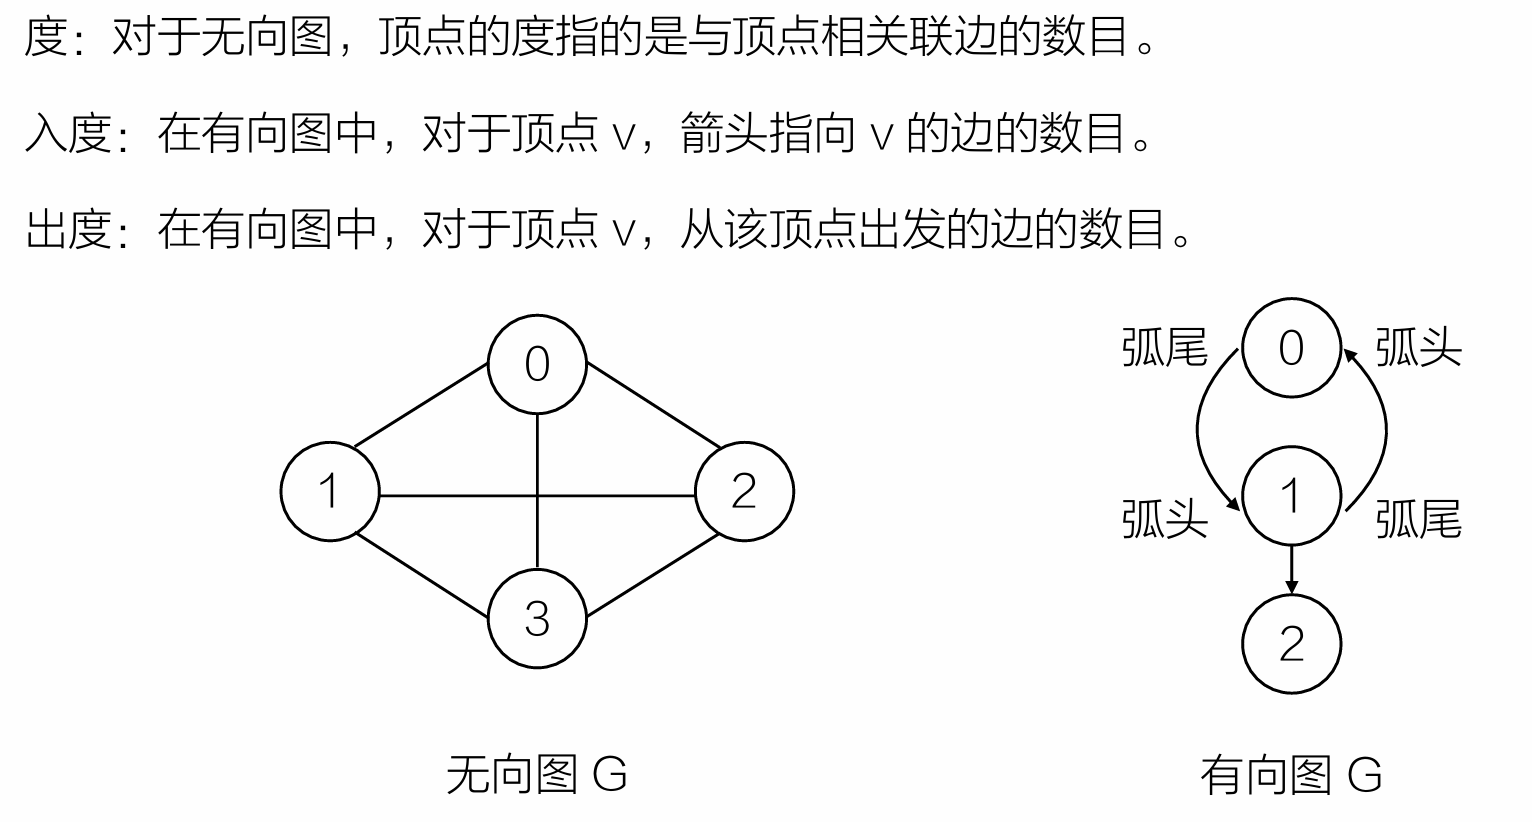 度：对于无向图，顶点的度指的是与顶点相关联边的数目。
入度：在有向图中，对于顶点 v，箭头指向 v 的边的数目。
出度：在有向图中，对于顶点 v，从该顶点出发的边的数目。
0
1
2
3
无向图 G
弧尾
0
弧头
弧头
1
弧尾
2
有向图 G